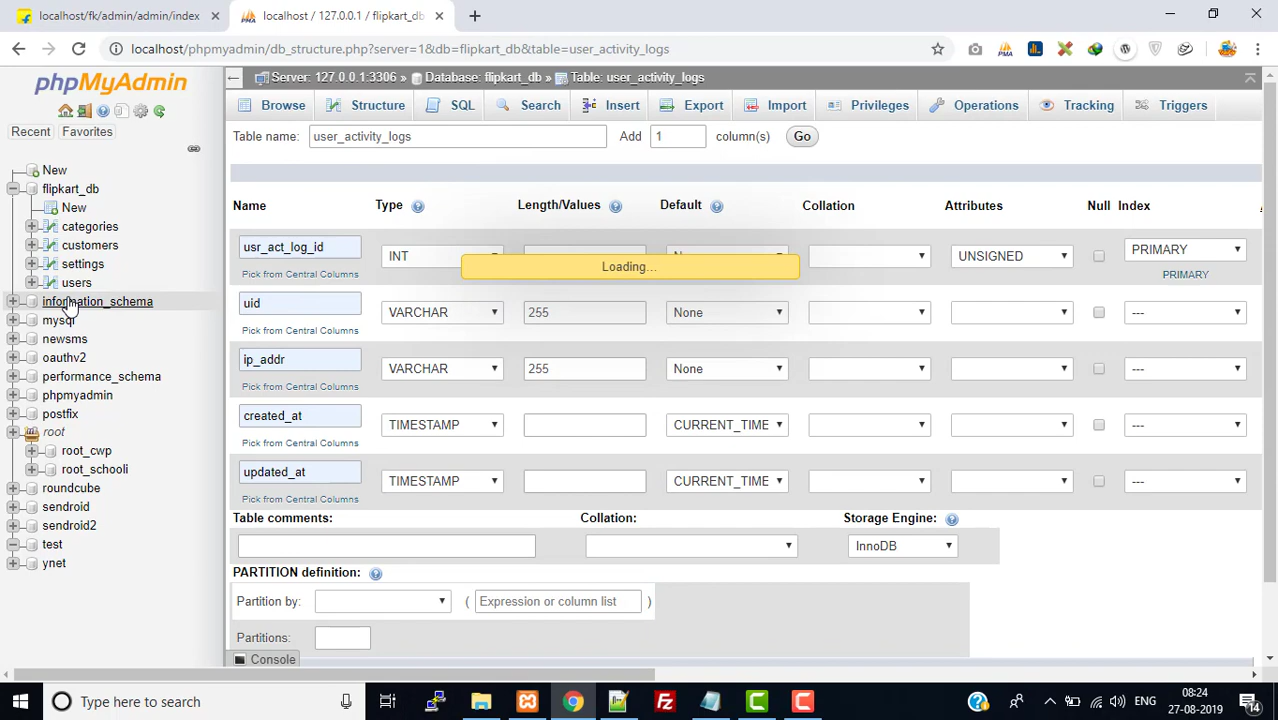 localhost/fk/admin/admin/index
localhost / 127.0.0.1 / flipkart_db
localhost/phpmyadmin/db_structure.php?server=1&db=flipkart_db&table=user_activity_logs
phpMyAdmin
Recent Favorites
New
flipkart_db
New
categories
customers
settings
users
information_schema
mysql
newsms
oauthv2
performance_schema
phpmyadmin
postfix
root
root_cwp
root_schooli
roundcube
sendroid
sendroid2
test
ynet
Server: 127.0.0.1:3306 » Database: flipkart_db » Table: user_activity_logs
Browse Structure SQL Search Insert Export Import Privileges Operations Tracking Triggers
Table name: user_activity_logs Add 1 column(s) Go
Name Type Length/Values Default Collation Attributes Null Index
usr_act_log_id INT UNSIGNED PRIMARY
Pick from Central Columns PRIMARY
Loading...
uid VARCHAR 255 None ---
Pick from Central Columns
ip_addr VARCHAR 255 None ---
Pick from Central Columns
created_at TIMESTAMP CURRENT_TIME ---
Pick from Central Columns
updated_at TIMESTAMP CURRENT_TIME ---
Pick from Central Columns
Table comments: Collation: Storage Engine:
InnoDB
PARTITION definition:
Partition by: ( Expression or column list )
Partitions:
Console
Type here to search
ENG
08:24
27-08-2019
14